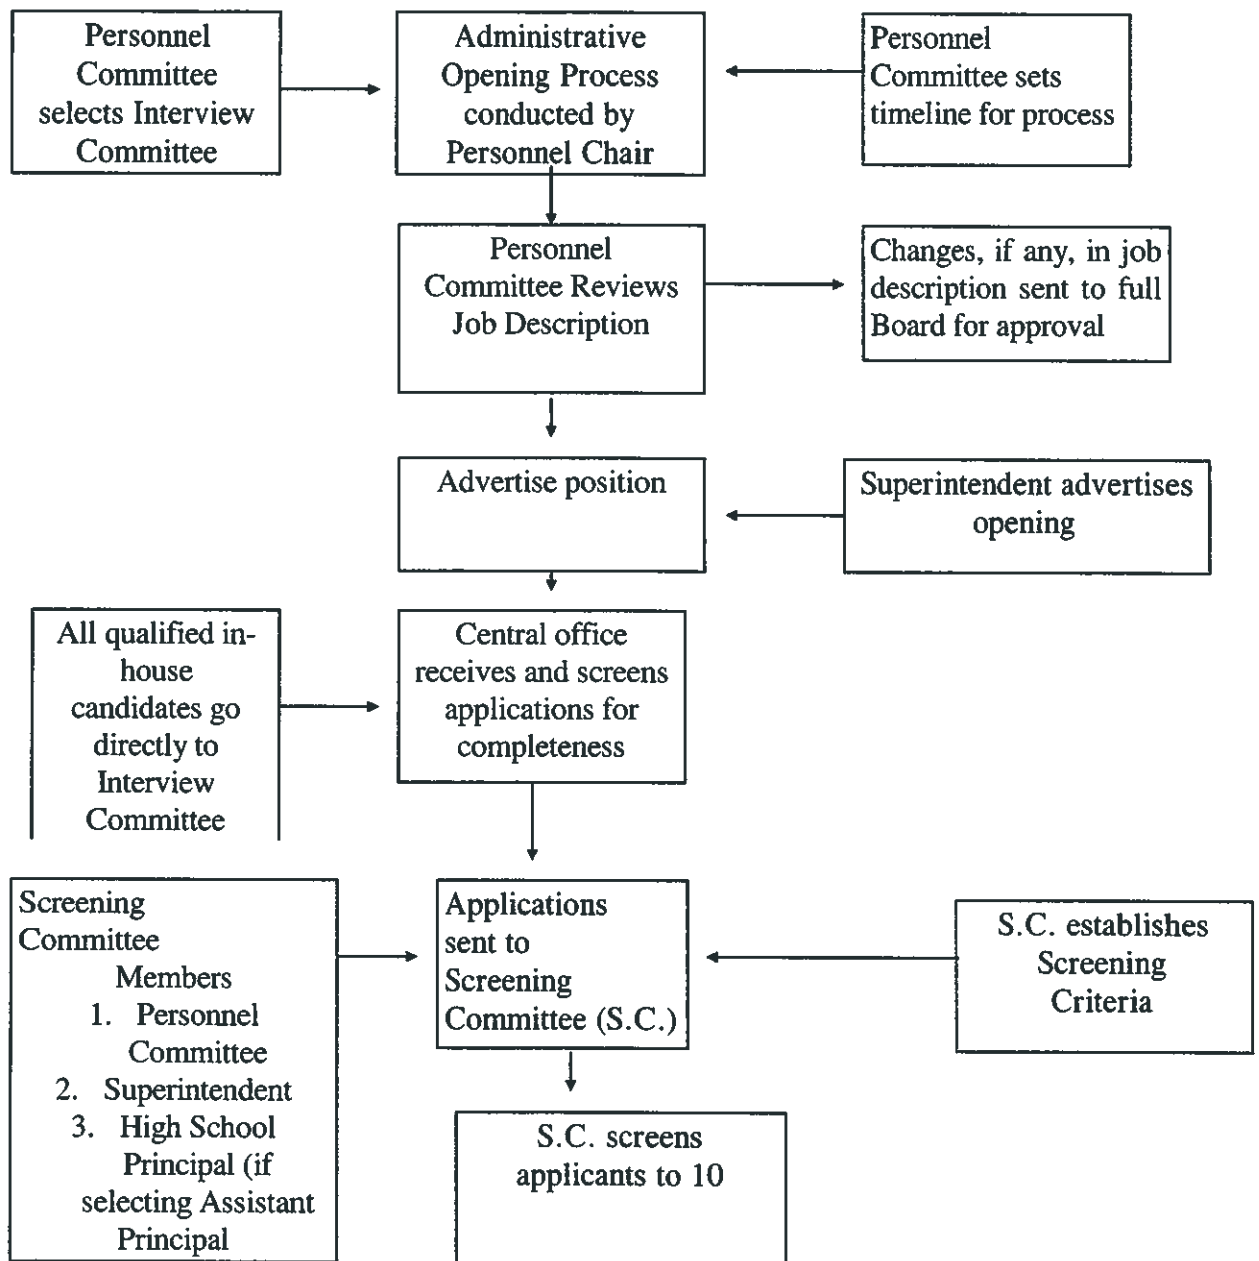 Personnel
Committee
selects Interview
Committee
Administrative
Opening Process
conducted by
Personnel Chair
Personnel
Committee sets
timeline for process
Personnel
Committee Reviews
Job Description
Changes, if any, in job
description sent to full
Board for approval
Advertise position
Superintendent advertises
opening
All qualified in-
house
candidates go
directly to
Interview
Committee
Central office
receives and screens
applications for
completeness
Screening
Committee
Members
1. Personnel
Committee
2. Superintendent
3. High School
Principal (if
selecting Assistant
Principal
Applications
sent to
Screening
Committee (S.C.)
S.C. establishes
Screening
Criteria
S.C. screens
applicants to 10